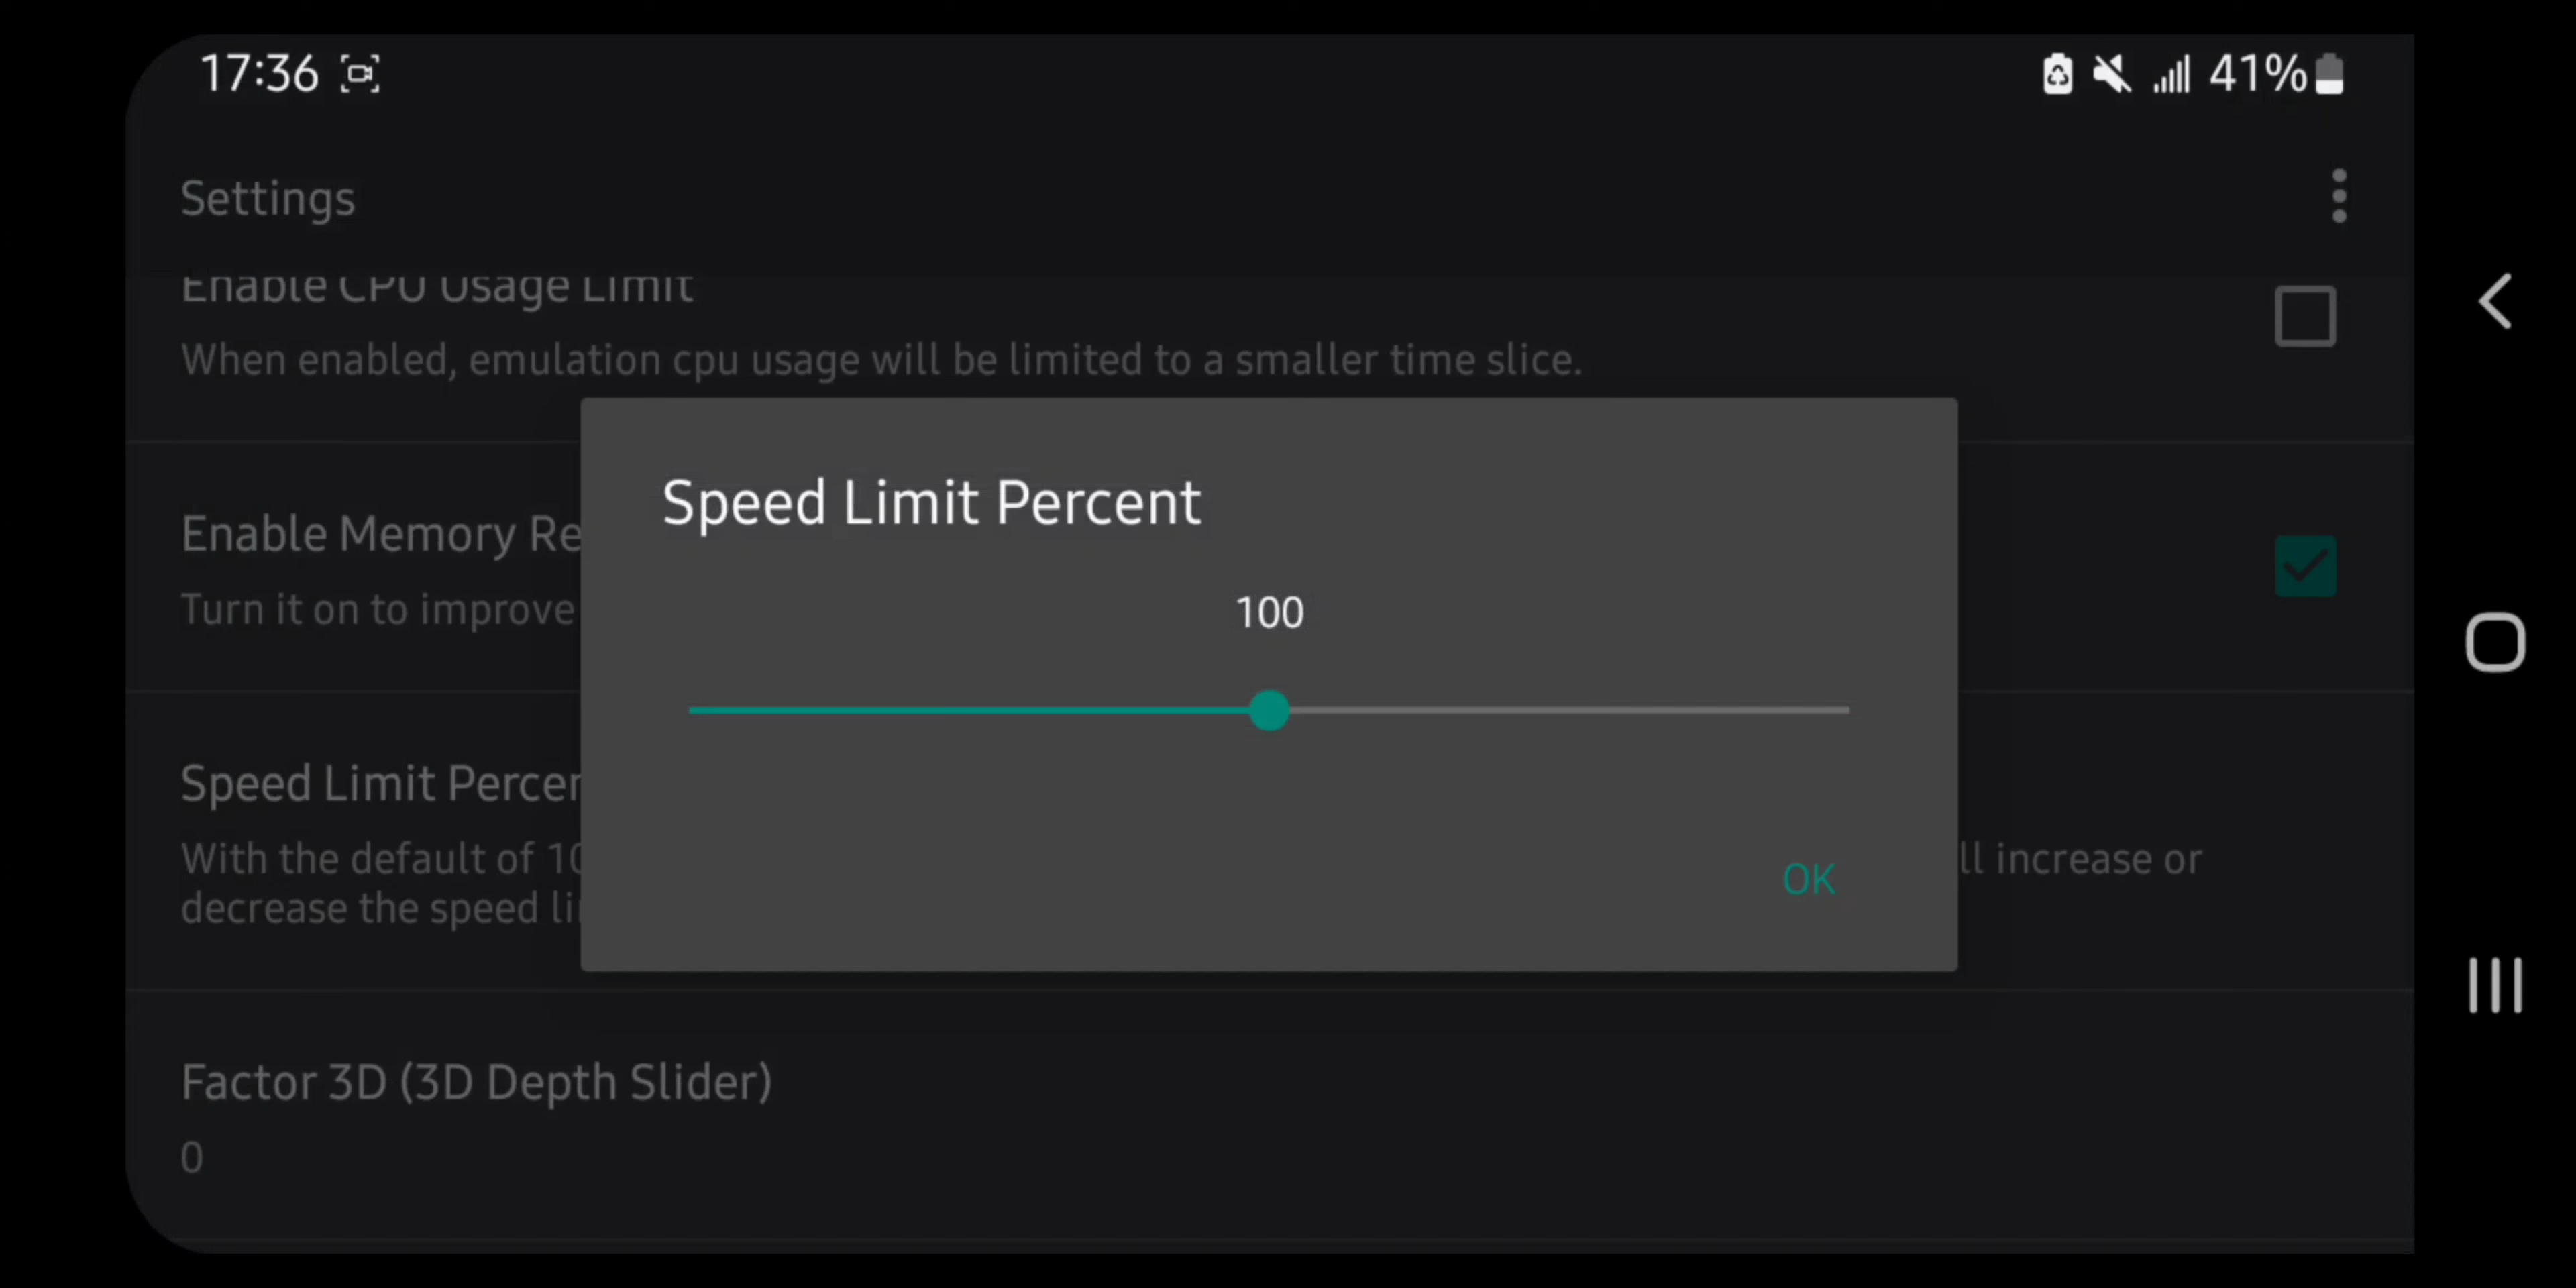 17:36
41%
Settings
Enable CPU Usage Limit
When enabled, emulation cpu usage will be limited to a smaller time slice.
Speed Limit Percent
100
OK
Enable Memory Re
Turn it on to improve
Speed Limit Percen
With the default of 10
ll increase or
decrease the speed li
Factor 3D (3D Depth Slider)
0